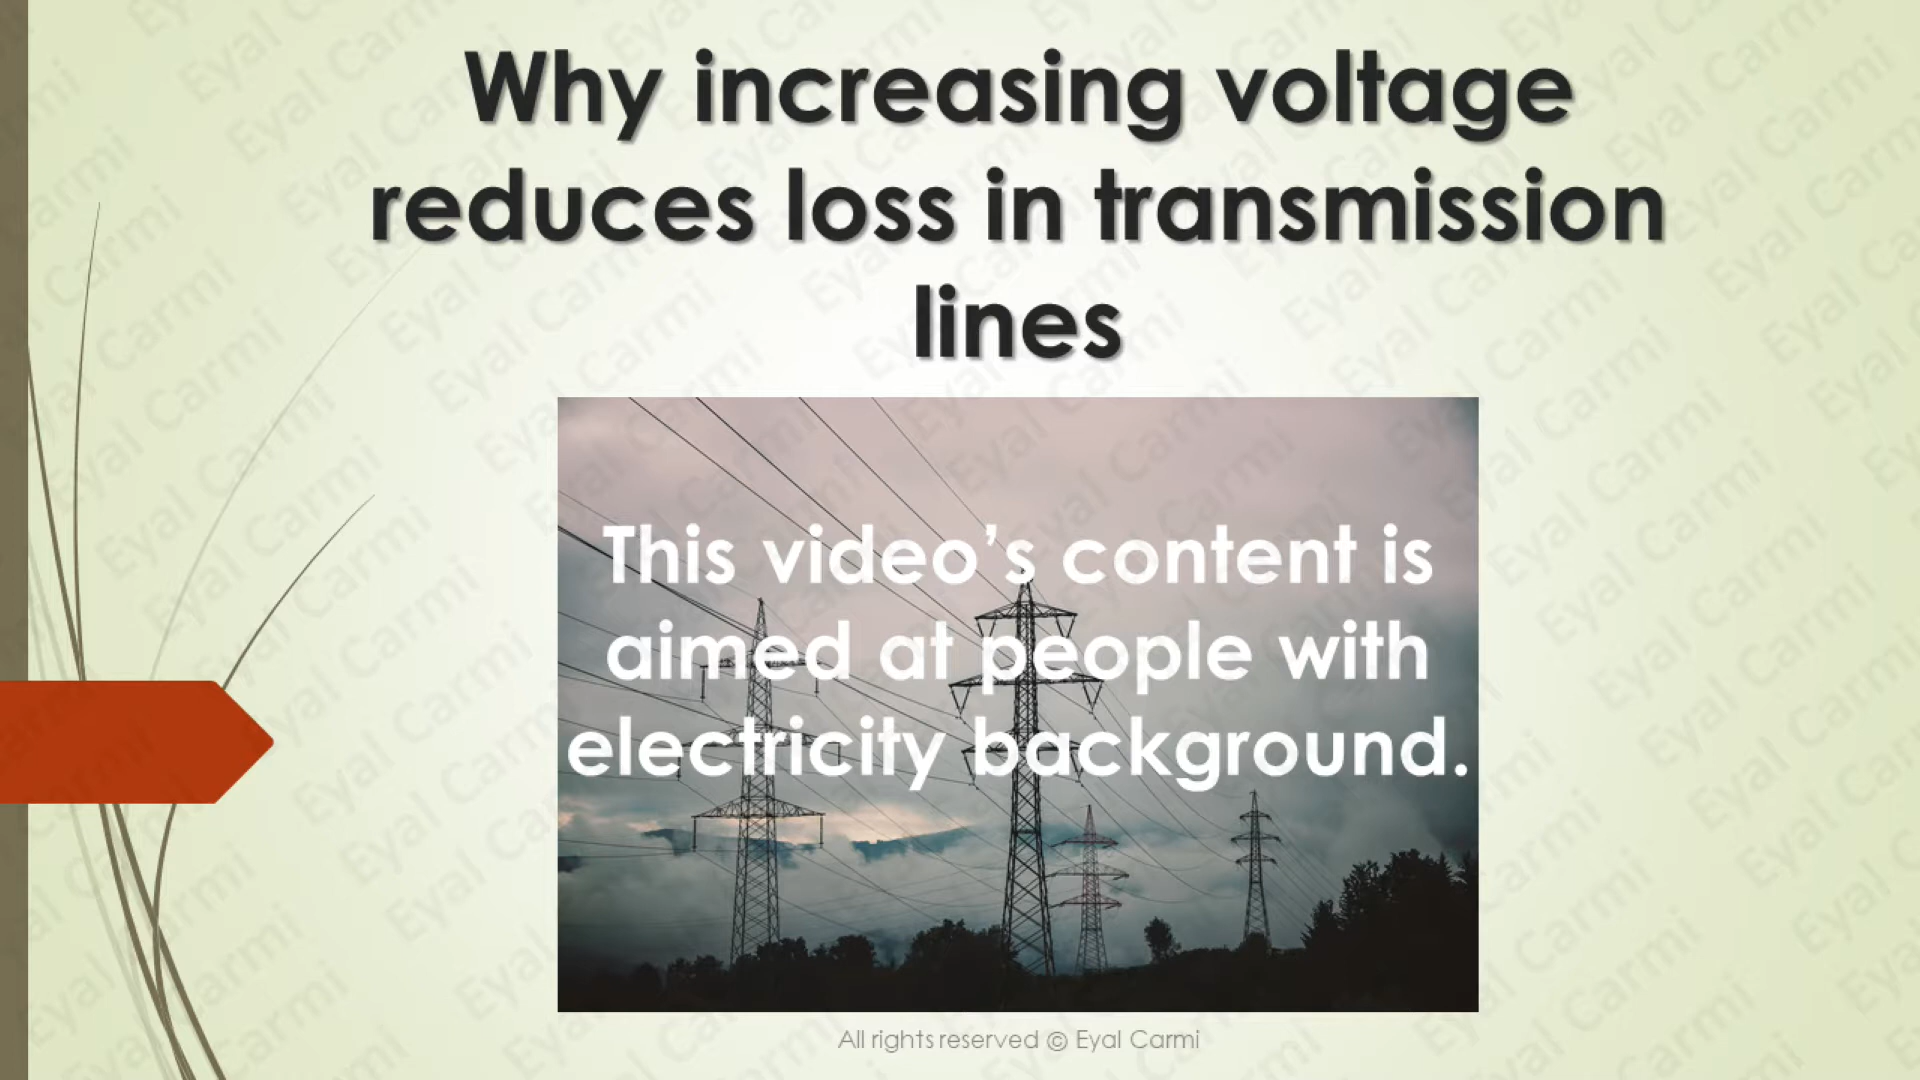 Why increasing voltage
reduces loss in transmission
lines
This video's content is
aimed at people with
electricity background.
All rights reserved © Eyal Carmi